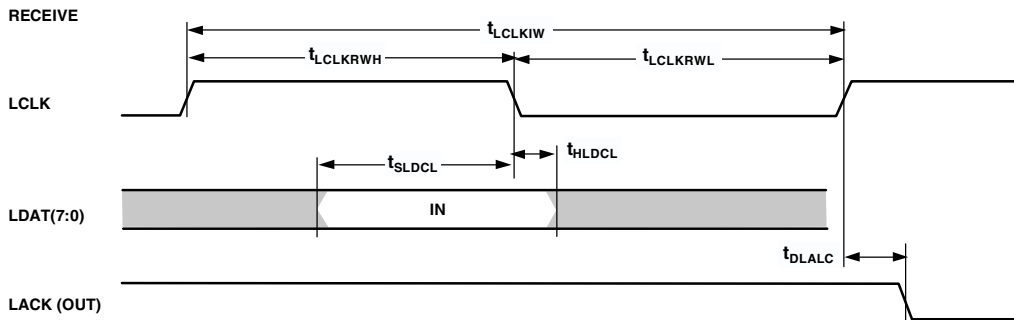 RECEIVE
tLCLKIW
tLCLKRWH
tLCLKRWL
LCLK
tSLDCL
tHLDCL
LDAT(7:0)
IN
tDLALC
LACK (OUT)